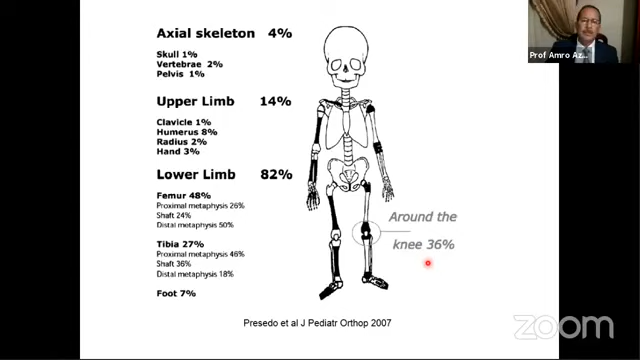 Axial skeleton 4%
Skull 1%
Vertebrae 2%
Pelvis 1%
Upper Limb 14%
Clavicle 1%
Humerus 8%
Radius 2%
Hand 3%
Lower Limb 82%
Femur 48%
Proximal metaphysis 26%
Shaft 24%
Distal metaphysis 50%
Tibia 27%
Proximal metaphysis 46%
Shaft 36%
Distal metaphysis 18%
Foot 7%
Around the
knee 36%
Presedo et al J Pediatr Orthop 2007
Prof Amro Az...
zoom